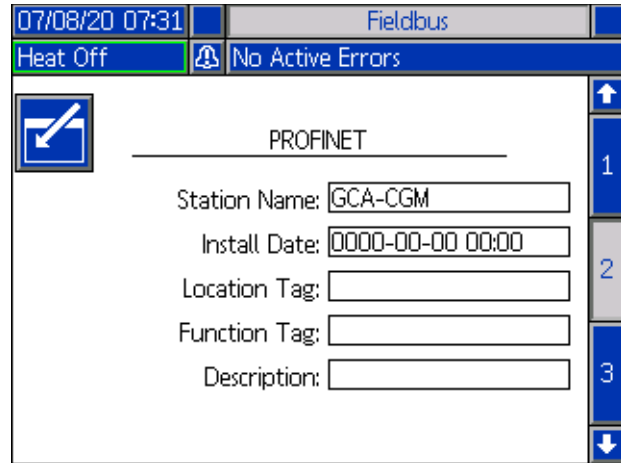 07/08/20 07:31 Fieldbus
Heat Off No Active Errors
PROFINET
Station Name: GCA-CGM
Install Date: 0000-00-00 00:00
Location Tag:
Function Tag:
Description:
1
2
3